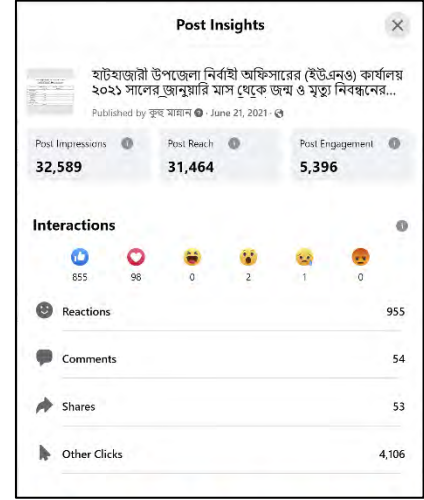 Post Insights
হাটহাজারী উপজেলা নির্বাহী অফিসারের (ইউএনও) কার্যালয়
২০২১ সালের জানুয়ারি মাস থেকে জন্ম ও মৃত্যু নিবন্ধনের...
Published by রুহু মান্নান · June 21, 2021 ·
Post Impressions Post Reach Post Engagement
32,589 31,464 5,396
Interactions
855 98 0 2 1 0
Reactions 955
Comments 54
Shares 53
Other Clicks 4,106